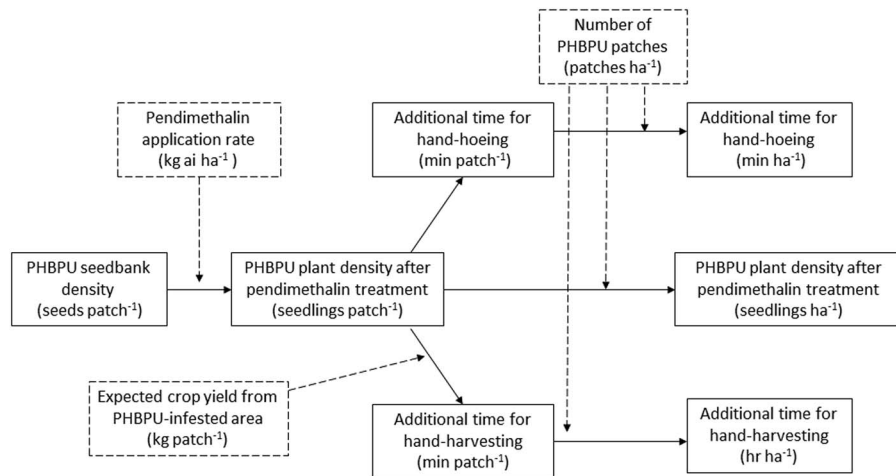 Number of
PHBPU patches
(patches ha⁻¹)
Pendimethalin
application rate
(kg ai ha⁻¹ )
Additional time for
hand-hoeing
(min patch⁻¹)
Additional time for
hand-hoeing
(min ha⁻¹)
PHBPU seedbank
density
(seeds patch⁻¹)
PHBPU plant density after
pendimethalin treatment
(seedlings patch⁻¹)
PHBPU plant density after
pendimethalin treatment
(seedlings ha⁻¹)
Expected crop yield from
PHBPU-infested area
(kg patch⁻¹)
Additional time for
hand-harvesting
(min patch⁻¹)
Additional time for
hand-harvesting
(hr ha⁻¹)